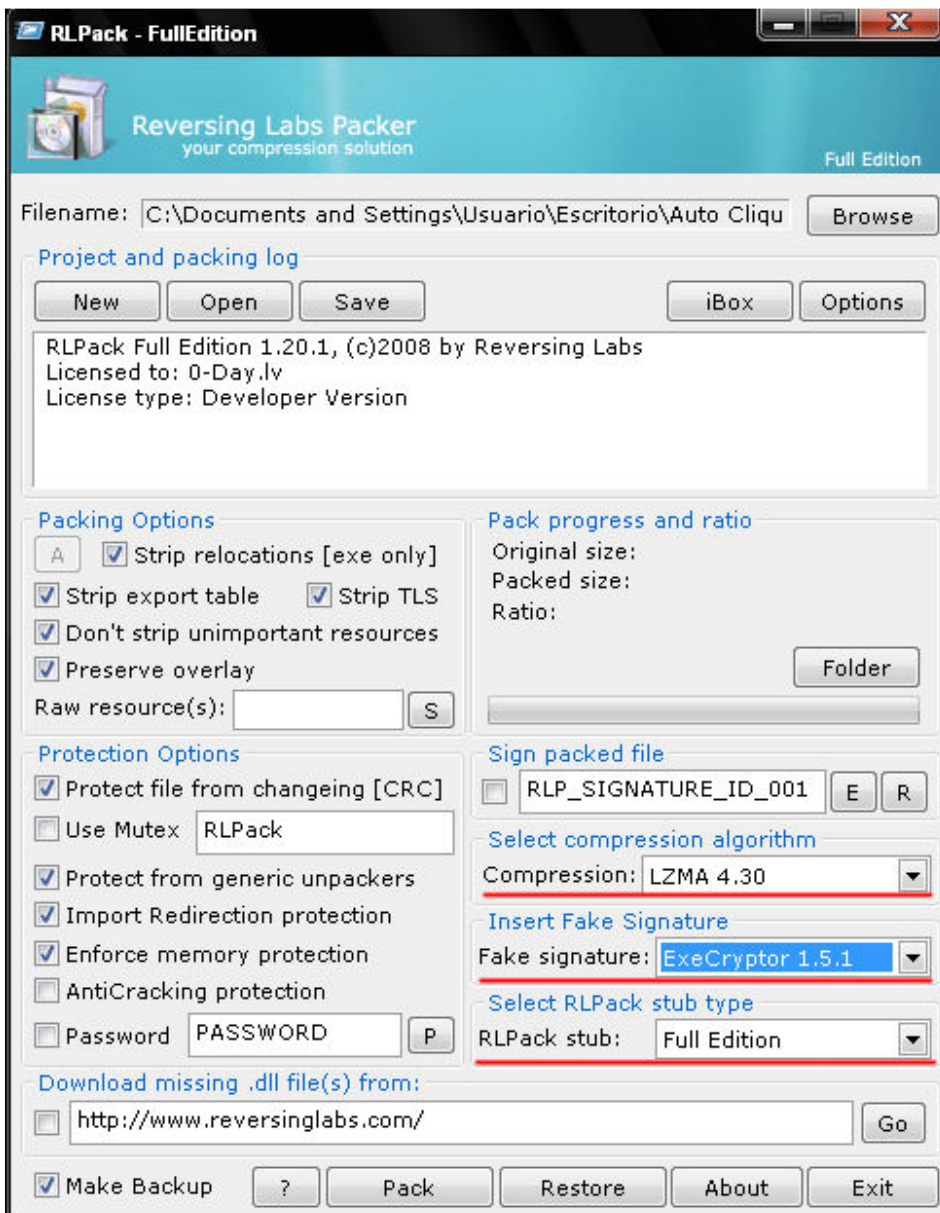 RLPack - FullEdition
Reversing Labs Packer
your compression solution
Full Edition
Filename: C:\Documents and Settings\Usuario\Escritorio\Auto Cliqu Browse
Project and packing log
New Open Save iBox Options
RLPack Full Edition 1.20.1, (c)2008 by Reversing Labs
Licensed to: 0-Day.lv
License type: Developer Version
Packing Options
A Strip relocations [exe only]
Strip export table Strip TLS
Don't strip unimportant resources
Preserve overlay
Raw resource(s): S
Pack progress and ratio
Original size:
Packed size:
Ratio:
Folder
Protection Options
Protect file from changeing [CRC]
Use Mutex RLPack
Protect from generic unpackers
Import Redirection protection
Enforce memory protection
AntiCracking protection
Password PASSWORD P
Sign packed file
RLP_SIGNATURE_ID_001 E R
Select compression algorithm
Compression: LZMA 4.30
Insert Fake Signature
Fake signature: ExeCryptor 1.5.1
Select RLPack stub type
RLPack stub: Full Edition
Download missing .dll file(s) from:
http://www.reversinglabs.com/ Go
Make Backup ? Pack Restore About Exit